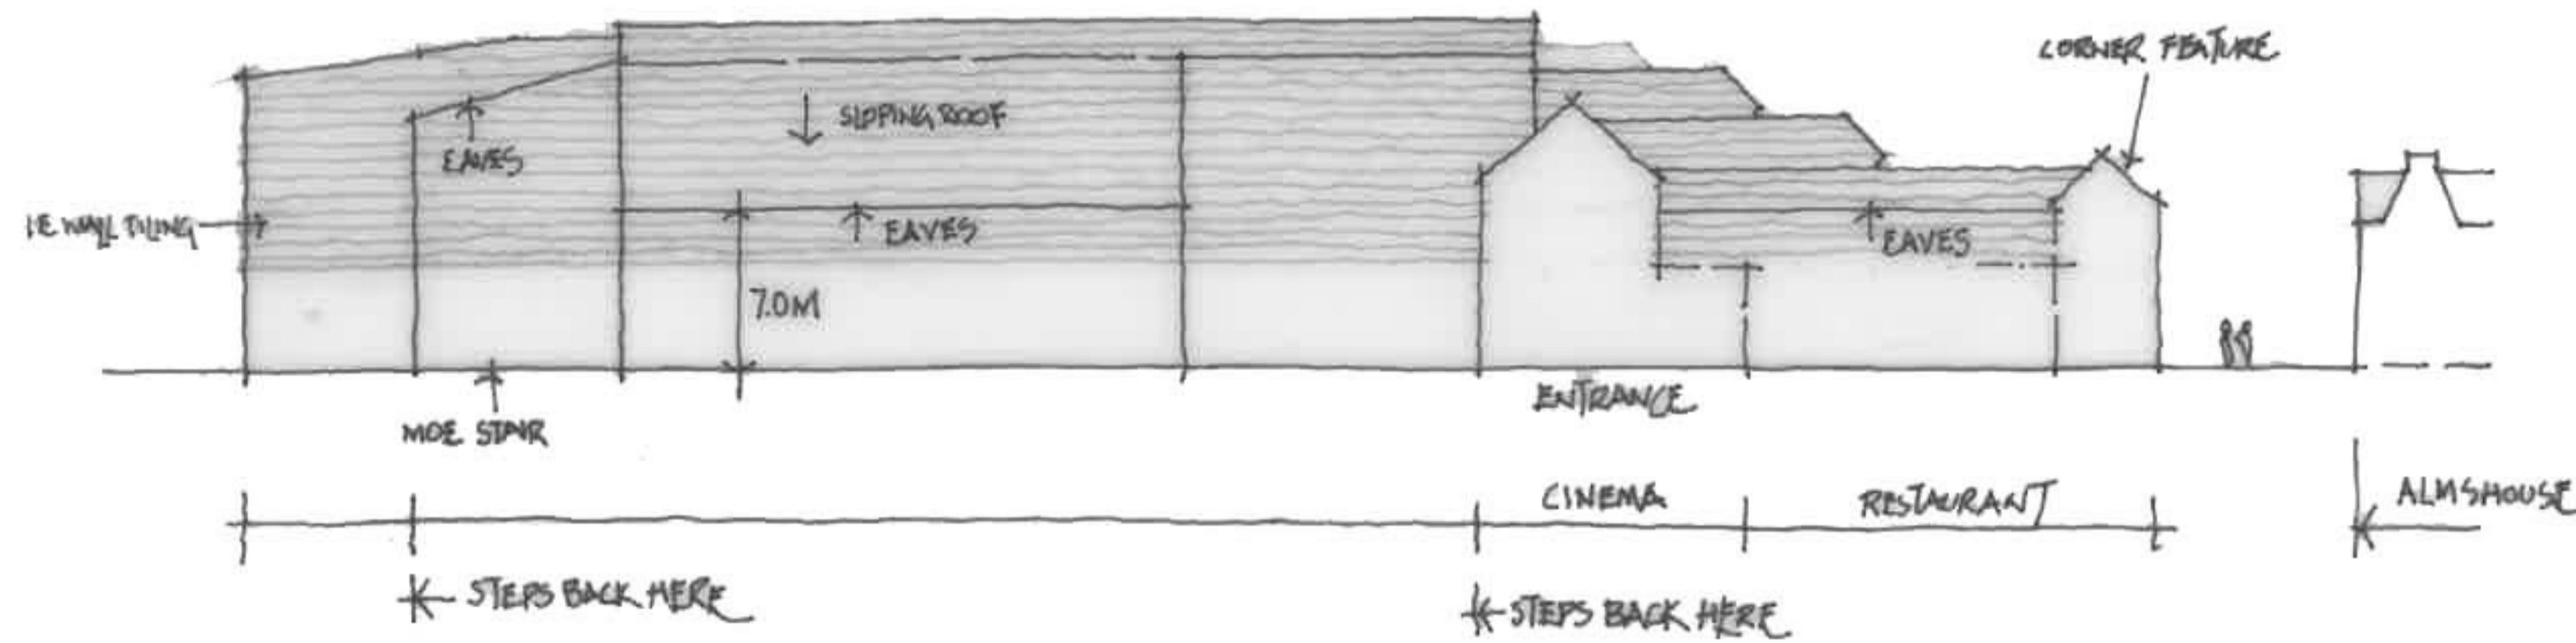 CORNER FEATURE
SLOPING ROOF
EAVES
I.E WALL TILING
EAVES
EAVES
7.0M
ENTRANCE
MOE STAIR
CINEMA
RESTAURANT
ALMSHOUSE
STEPS BACK HERE
STEPS BACK HERE